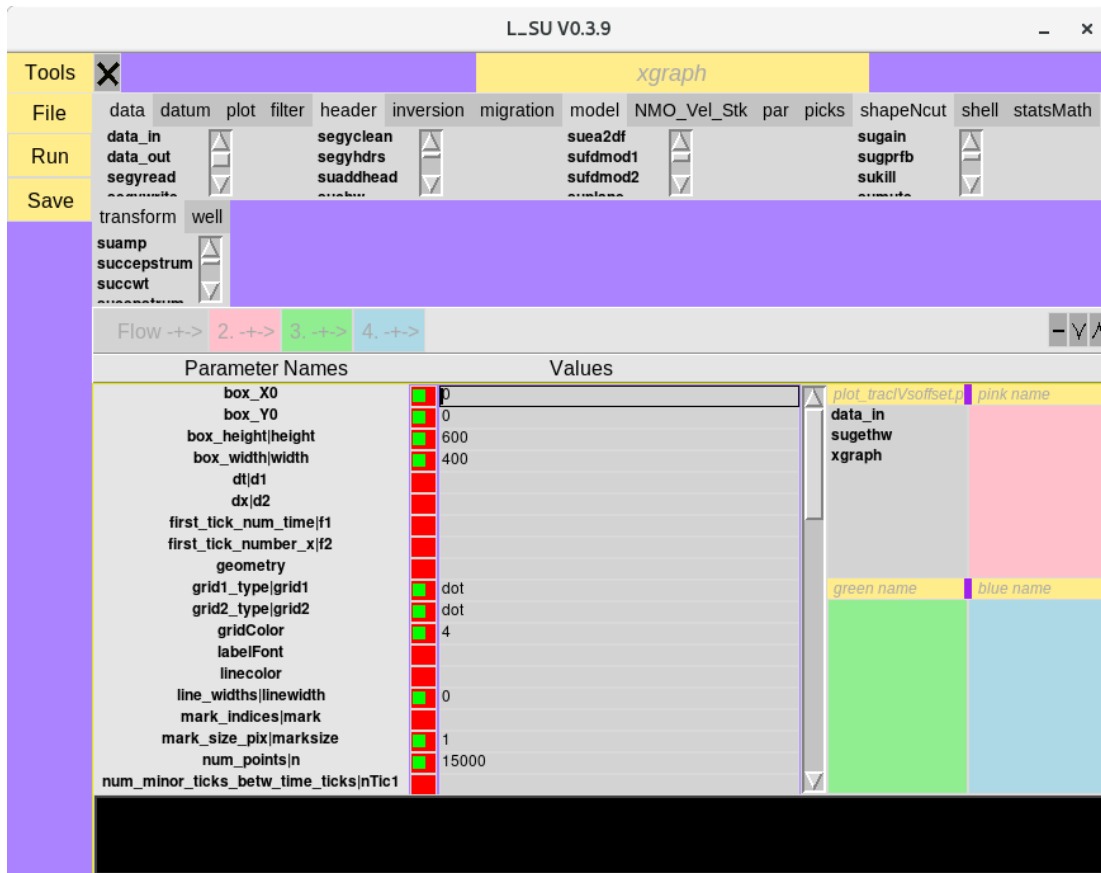 L_SU V0.3.9
Tools
xgraph
File
data datum plot filter header inversion migration model NMO_Vel_Stk par picks shapeNcut shell statsMath
Run
Save
data_in
data_out
segyread
segywrite
segyclean
segyhdrs
suaddhead
suea2df
sufdmod1
sufdmod2
sugain
sugprfb
sukill
sumute
transform well
suamp
succepstrum
succwt
Flow -+-> 2. -+-> 3. -+-> 4. -+->
Parameter Names Values
box_X0 0
box_Y0 0
box_height|height 600
box_width|width 400
dt|d1
dx|d2
first_tick_num_time|f1
first_tick_number_x|f2
geometry
grid1_type|grid1 dot
grid2_type|grid2 dot
gridColor 4
labelFont
linecolor
line_widths|linewidth 0
mark_indices|mark
mark_size_pix|marksize 1
num_points|n 15000
num_minor_ticks_betw_time_ticks|nTic1
plot_traclVsoffset.p pink name
data_in
sugethw
xgraph
green name blue name